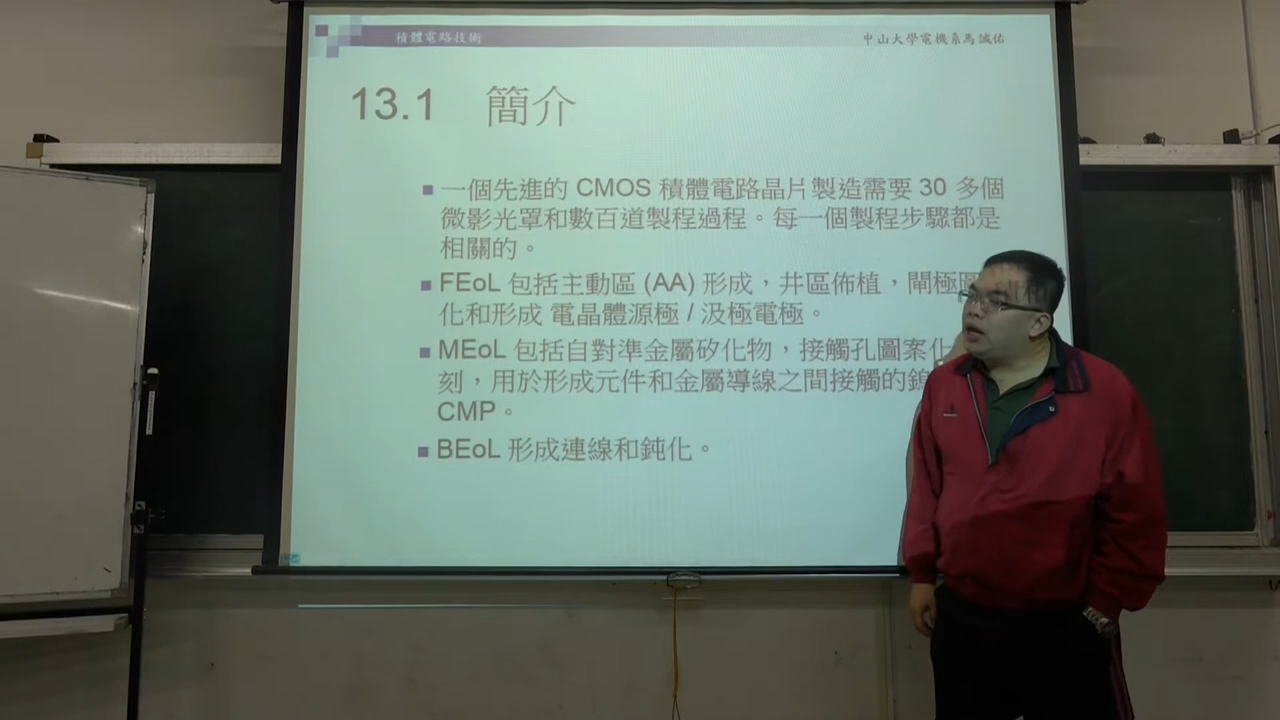 積體電路技術
中山大學電機系馬誠佑
13.1 簡介
一個先進的 CMOS 積體電路晶片製造需要 30 多個
微影光罩和數百道製程過程。每一個製程步驟都是
相關的。
FEoL 包括主動區 (AA) 形成，井區佈植，閘極圖
化和形成 電晶體源極 / 汲極電極。
MEoL 包括自對準金屬矽化物，接觸孔圖案化
刻，用於形成元件和金屬導線之間接觸的鎢
CMP。
BEoL 形成連線和鈍化。